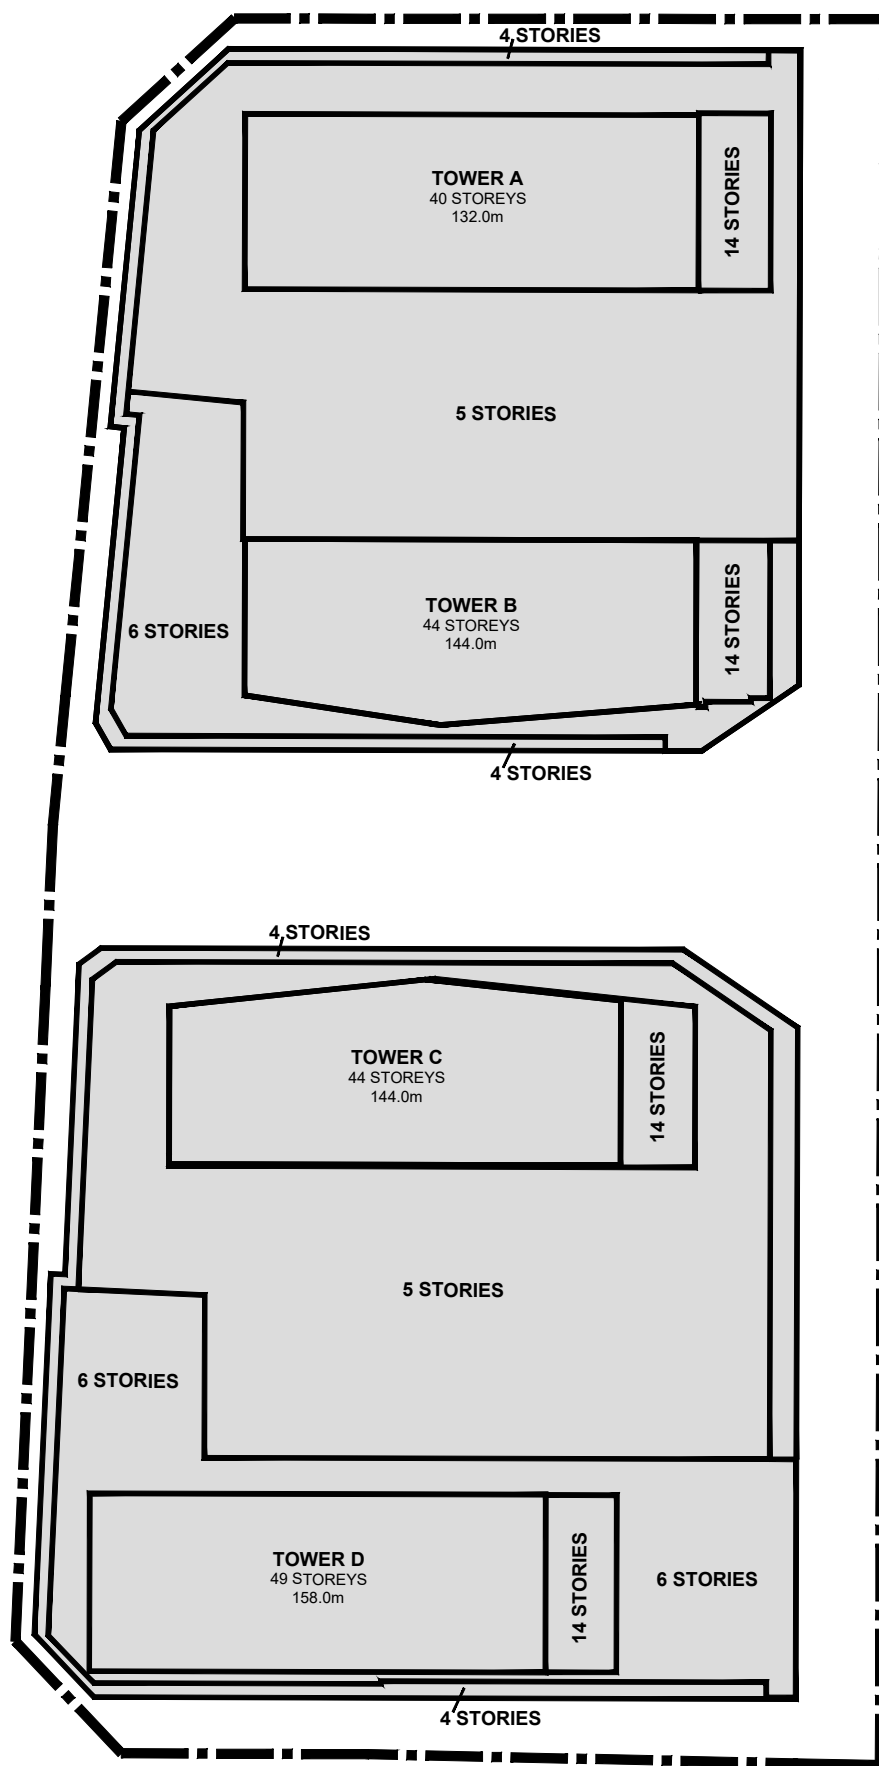 4 STORIES
TOWER A
40 STOREYS
132.0m
14 STORIES
5 STORIES
TOWER B
44 STOREYS
144.0m
14 STORIES
6 STORIES
4 STORIES
4 STORIES
TOWER C
44 STOREYS
144.0m
14 STORIES
5 STORIES
6 STORIES
TOWER D
49 STOREYS
158.0m
14 STORIES
6 STORIES
4 STORIES